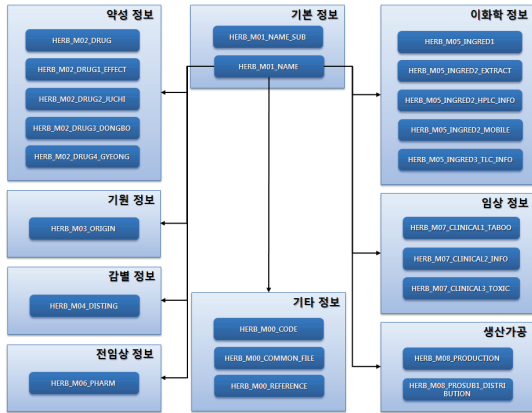 약성 정보
HERB_M02_DRUG
HERB_M02_DRUG1_EFFECT
HERB_M02_DRUG2_JUCHI
HERB_M02_DRUG3_DONGBO
HERB_M02_DRUG4_GYEONG
기원 정보
HERB_M03_ORIGIN
감별 정보
HERB_M04_DISTING
전임상 정보
HERB_M06_PHARM
기본 정보
HERB_M01_NAME_SUB
HERB_M01_NAME
기타 정보
HERB_M00_CODE
HERB_M00_COMMON_FILE
HERB_M00_REFERENCE
이화학 정보
HERB_M05_INGRED1
HERB_M05_INGRED2_EXTRACT
HERB_M05_INGRED2_HPLC_INFO
HERB_M05_INGRED2_MOBILE
HERB_M05_INGRED3_TLC_INFO
임상 정보
HERB_M07_CLINICAL1_TABOO
HERB_M07_CLINICAL2_INFO
HERB_M07_CLINICAL3_TOXIC
생산가공
HERB_M08_PRODUCTION
HERB_M08_PROSUB1_DISTRI
BUTION